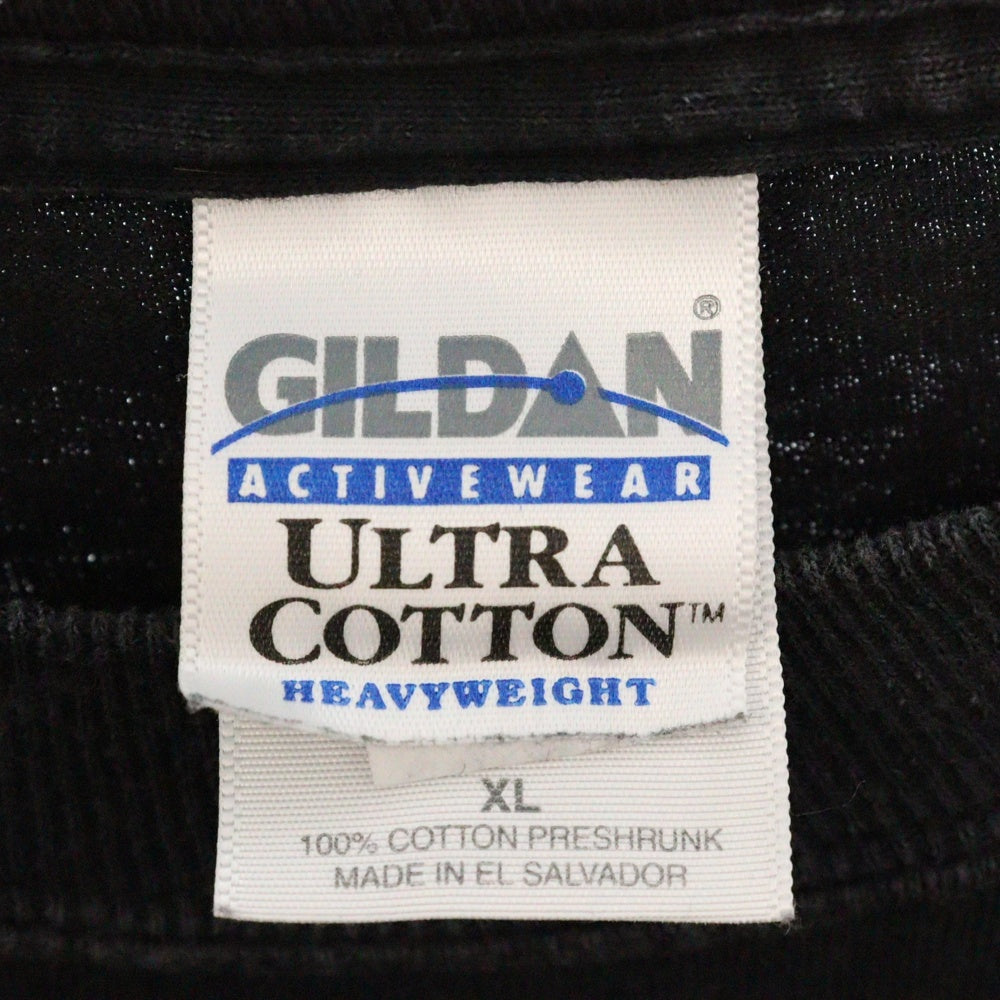 GILDAN®
ACTIVEWEAR
ULTRA
COTTON™
HEAVYWEIGHT
XL
100% COTTON PRESHRUNK
MADE IN EL SALVADOR